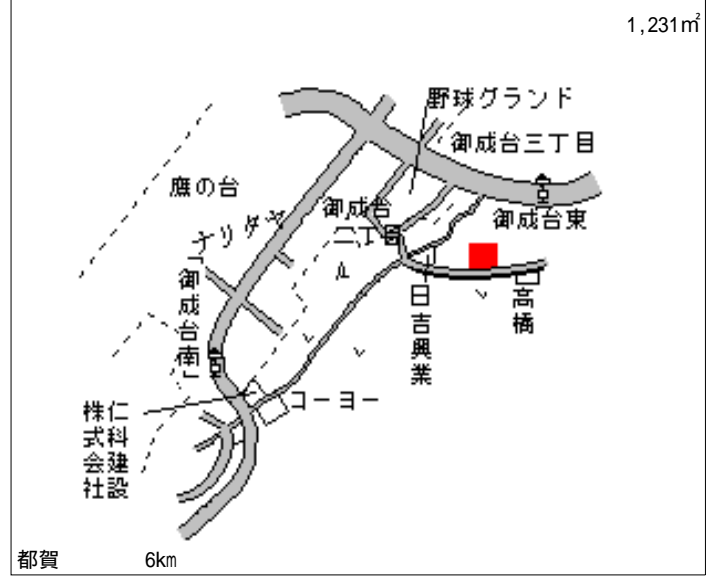 1,231㎡
野球グランド
御成台三丁目
鷹の台
御成台
二丁目
御成台東
ナリタヤ
「御成台南」
日吉興業
高橋
コーヨー
株式会社
仁科建設
都賀 6km